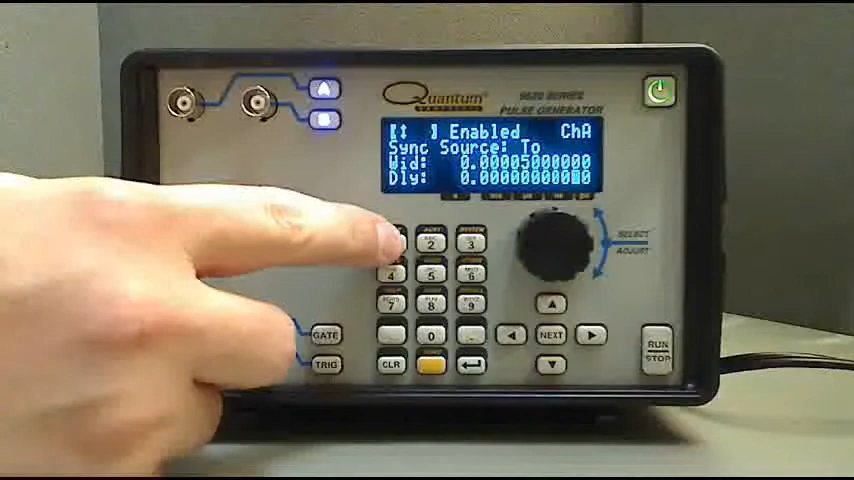 A
B
Quantum
COMPOSERS
9520 SERIES
PULSE GENERATOR
Enabled ChA
Sync Source: To
Wid: 0.00005000000
Dly: 0.00000000000
2
3
4
5
6
7
8
9
0
CLR
GATE
TRIG
SELECT
ADJUST
NEXT
RUN
STOP